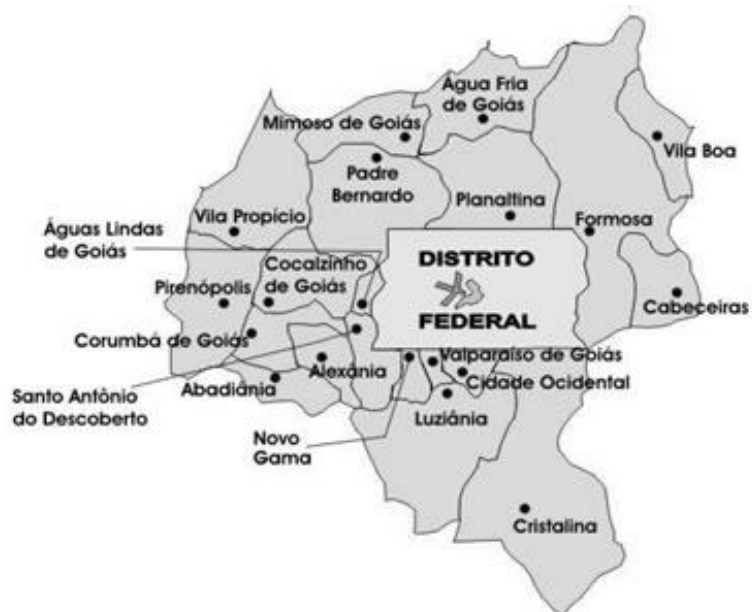 Água Fria
de Goiás
Mimoso de Goiás
Vila Boa
Padre
Bernardo
Planaltina
Vila Propício
Formosa
Águas Lindas
de Goiás
DISTRITO
FEDERAL
Cocalzinho
de Goiás
Pirenópolis
Cabeceiras
Corumbá de Goiás
Valparaíso de Goiás
Alexânia
Cidade Ocidental
Abadiânia
Santo Antônio
do Descoberto
Luziânia
Novo
Gama
Cristalina